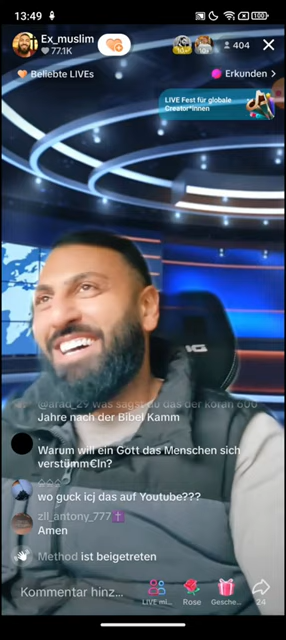 13:49
100
Ex_muslim
77.1K
404
Beliebte LIVEs
Erkunden >
LIVE Fest für globale
Creator*innen
@arad_29 was sagst du das der koran 600
Jahre nach der Bibel Kamm
Warum will ein Gott das Menschen sich
verstümm€ln?
wo guck icj das auf Youtube???
zll_antony_777
Amen
Method ist beigetreten
Kommentar hinz...
LIVE mi...
Rose
Gesche...
24